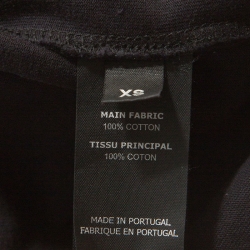 XS
MAIN FABRIC
100% COTTON
TISSU PRINCIPAL
100% COTON
MADE IN PORTUGAL
FABRIQUE EN PORTUGAL